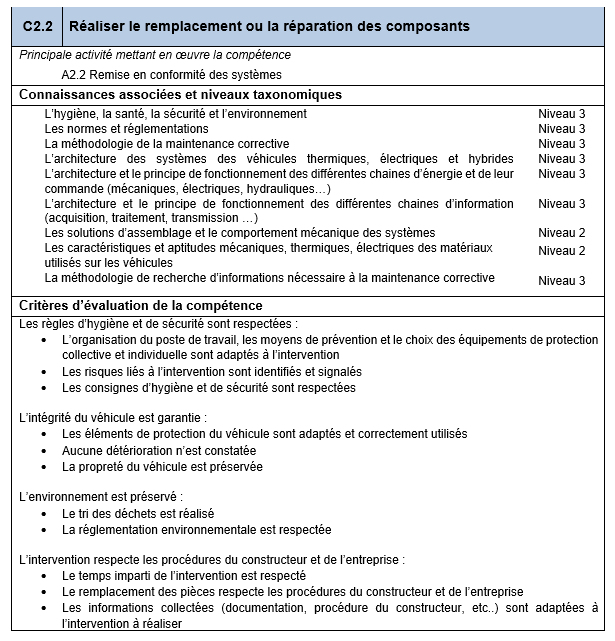 C2.2 Réaliser le remplacement ou la réparation des composants
Principale activité mettant en œuvre la compétence
A2.2 Remise en conformité des systèmes
Connaissances associées et niveaux taxonomiques
L'hygiène, la santé, la sécurité et l'environnement Niveau 3
Les normes et réglementations Niveau 3
La méthodologie de la maintenance corrective Niveau 3
L'architecture des systèmes des véhicules thermiques, électriques et hybrides Niveau 3
L'architecture et le principe de fonctionnement des différentes chaines d'énergie et de leur Niveau 3
commande (mécaniques, électriques, hydrauliques…)
L'architecture et le principe de fonctionnement des différentes chaines d'information Niveau 3
(acquisition, traitement, transmission …)
Les solutions d'assemblage et le comportement mécanique des systèmes Niveau 2
Les caractéristiques et aptitudes mécaniques, thermiques, électriques des matériaux Niveau 2
utilisés sur les véhicules
La méthodologie de recherche d'informations nécessaire à la maintenance corrective Niveau 3
Critères d'évaluation de la compétence
Les règles d'hygiène et de sécurité sont respectées :
• L'organisation du poste de travail, les moyens de prévention et le choix des équipements de protection
collective et individuelle sont adaptés à l'intervention
• Les risques liés à l'intervention sont identifiés et signalés
• Les consignes d'hygiène et de sécurité sont respectées
L'intégrité du véhicule est garantie :
• Les éléments de protection du véhicule sont adaptés et correctement utilisés
• Aucune détérioration n'est constatée
• La propreté du véhicule est préservée
L'environnement est préservé :
• Le tri des déchets est réalisé
• La réglementation environnementale est respectée
L'intervention respecte les procédures du constructeur et de l'entreprise :
• Le temps imparti de l'intervention est respecté
• Le remplacement des pièces respecte les procédures du constructeur et de l'entreprise
• Les informations collectées (documentation, procédure du constructeur, etc..) sont adaptées à
l'intervention à réaliser